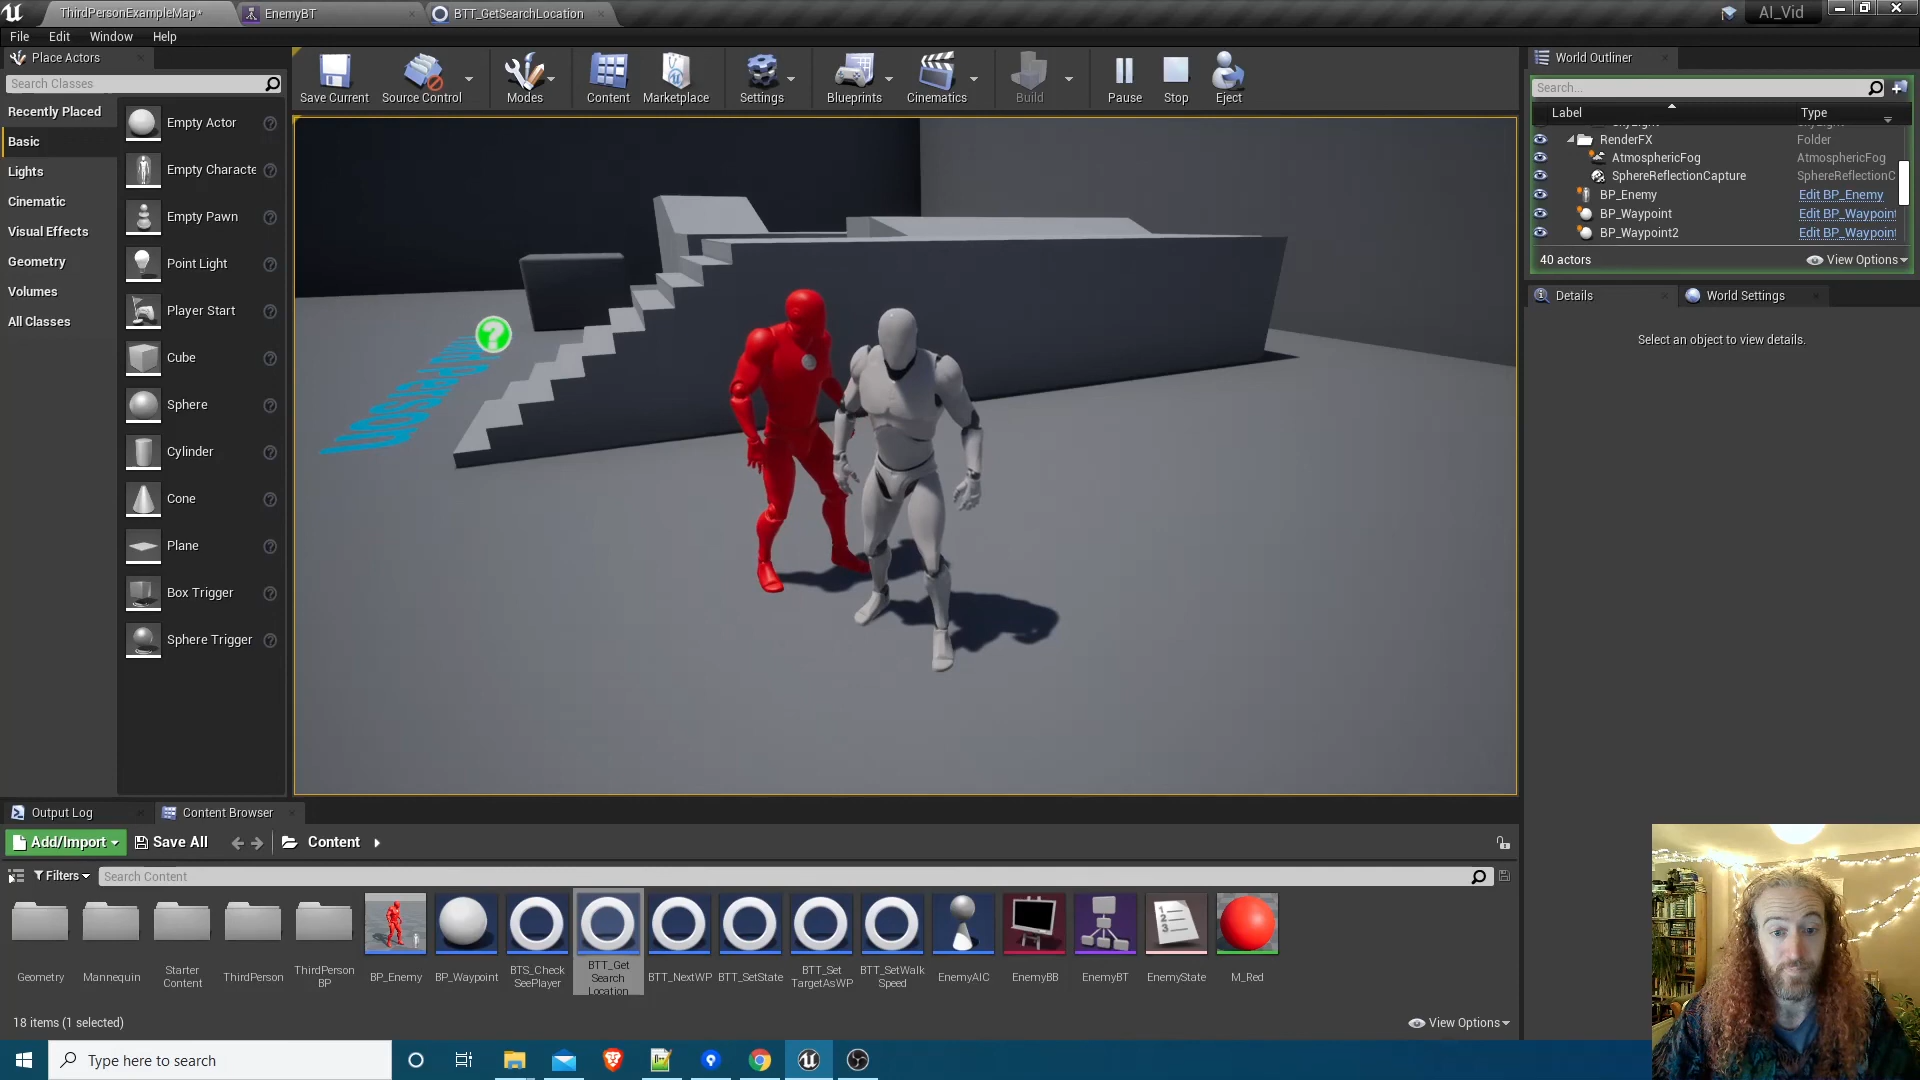 ThirdPersonExampleMap*
EnemyBT
BTT_GetSearchLocation
AI_Vid
File Edit Window Help
Place Actors
Search Classes
Recently Placed
Basic
Lights
Cinematic
Visual Effects
Geometry
Volumes
All Classes
Empty Actor
Empty Characte
Empty Pawn
Point Light
Player Start
Cube
Sphere
Cylinder
Cone
Plane
Box Trigger
Sphere Trigger
Save Current
Source Control
Modes
Content
Marketplace
Settings
Blueprints
Cinematics
Build
Pause
Stop
Eject
World Outliner
Search...
Label Type
RenderFX Folder
AtmosphericFog AtmosphericFog
SphereReflectionCapture SphereReflectionC
BP_Enemy Edit BP_Enemy
BP_Waypoint Edit BP_Waypoint
BP_Waypoint2 Edit BP_Waypoint
40 actors View Options
Details
World Settings
Select an object to view details.
Output Log
Content Browser
Add/Import Save All Content
Filters Search Content
Geometry
Mannequin
Starter
Content
ThirdPerson
ThirdPerson
BP
BP_Enemy
BP_Waypoint
BTS_Check
SeePlayer
BTT_Get
Search
Location
BTT_NextWP
BTT_SetState
BTT_Set
TargetAsWP
BTT_SetWalk
Speed
EnemyAIC
EnemyBB
EnemyBT
EnemyState
M_Red
18 items (1 selected)
View Options
Type here to search